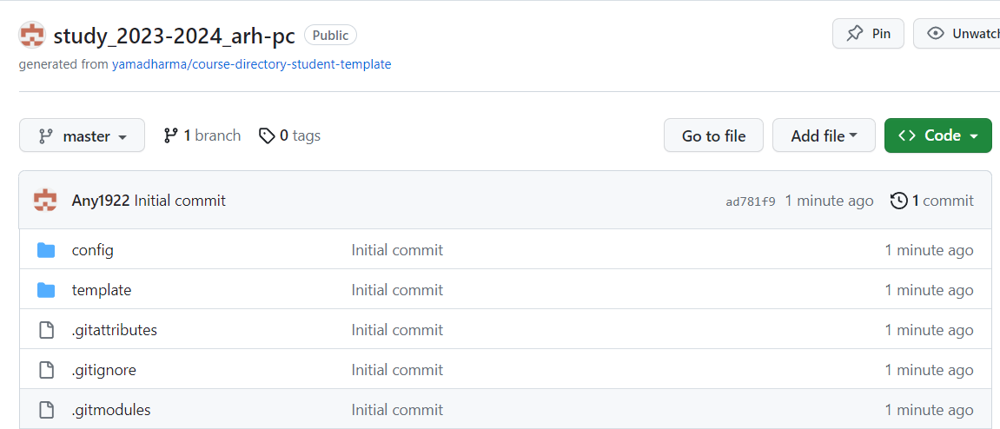 study_2023-2024_arh-pc Public Pin Unwatch
generated from yamadharma/course-directory-student-template
master 1 branch 0 tags Go to file Add file Code
Any1922 Initial commit ad781f9 1 minute ago 1 commit
config Initial commit 1 minute ago
template Initial commit 1 minute ago
.gitattributes Initial commit 1 minute ago
.gitignore Initial commit 1 minute ago
.gitmodules Initial commit 1 minute ago